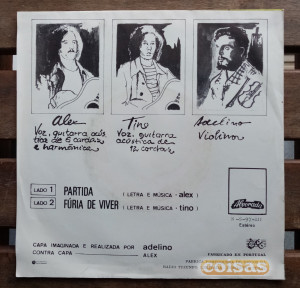 Alex
Voz, guitarra acús
tica de 6 cordas
e harmónica
Tino
Voz, guitarra
acústica de
12 cordas
Adelino
Violino
LADO 1 PARTIDA (LETRA E MÚSICA - alex)
LADO 2 FÚRIA DE VIVER (LETRA E MÚSICA - tino)
Alvorada
Estéreo
CAPA IMAGINADA E REALIZADA POR adelino
CONTRA CAPA ALEX
FABRICADO EM PORTUGAL
coisas